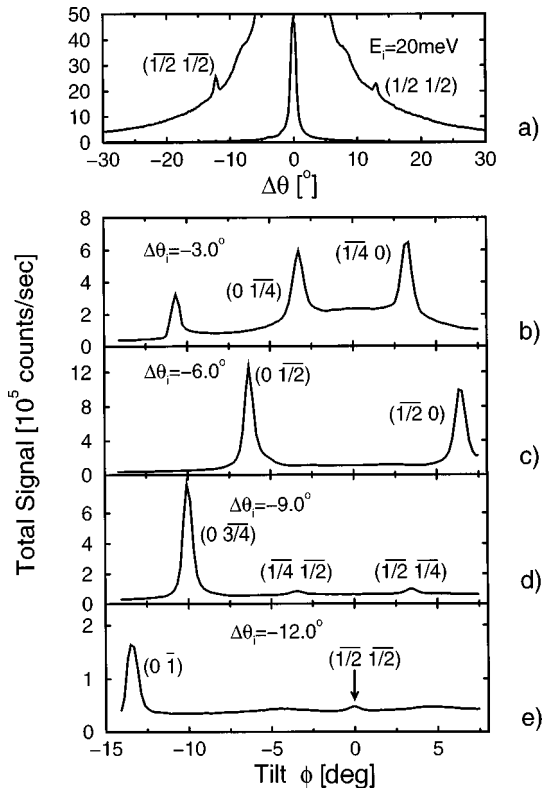 50
40
30
20
10
0
E_i=20meV
(1̅/̅2̅ 1̅/̅2̅)
(1/2 1/2)
−30 −20 −10 0 10 20 30
Δθ [°]
a)
Total Signal [10⁵ counts/sec]
8
6
4
2
0
Δθ_i=−3.0°
(0 1̅/̅4̅)
(1̅/̅4̅ 0)
b)
12
8
4
0
Δθ_i=−6.0°
(0 1̅/̅2̅)
(1̅/̅2̅ 0)
c)
8
6
4
2
0
Δθ_i=−9.0°
(0 3̅/̅4̅)
(1̅/̅4̅ 1̅/̅2̅)
(1̅/̅2̅ 1̅/̅4̅)
d)
2
1
0
Δθ_i=−12.0°
(0 1̅)
(1̅/̅2̅ 1̅/̅2̅)
e)
−15 −10 −5 0 5
Tilt ϕ [deg]